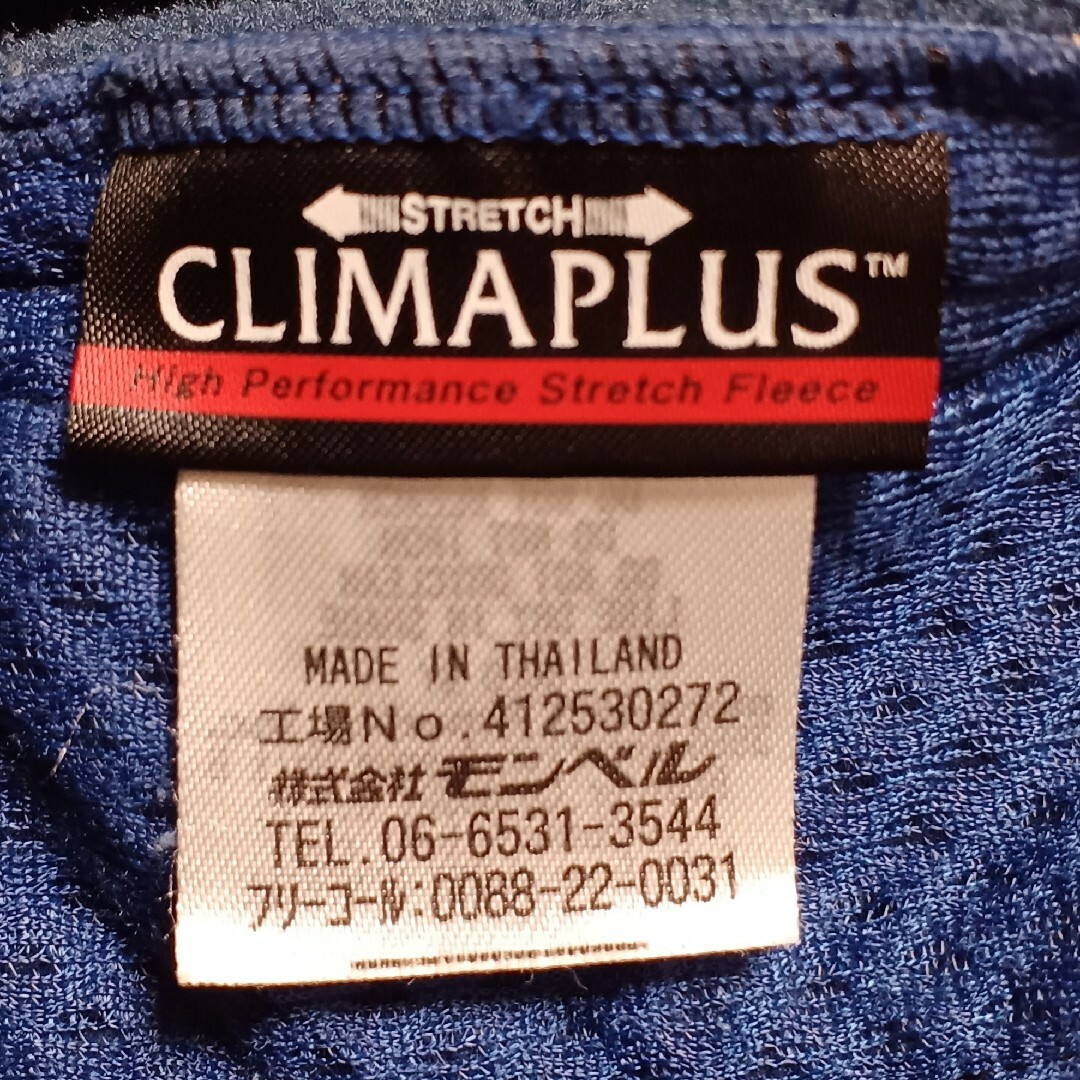 STRETCH
CLIMAPLUS™
High Performance Stretch Fleece
MADE IN THAILAND
工場No.412530272
株式会社モンベル
TEL.06-6531-3544
フリーコール:0088-22-0031